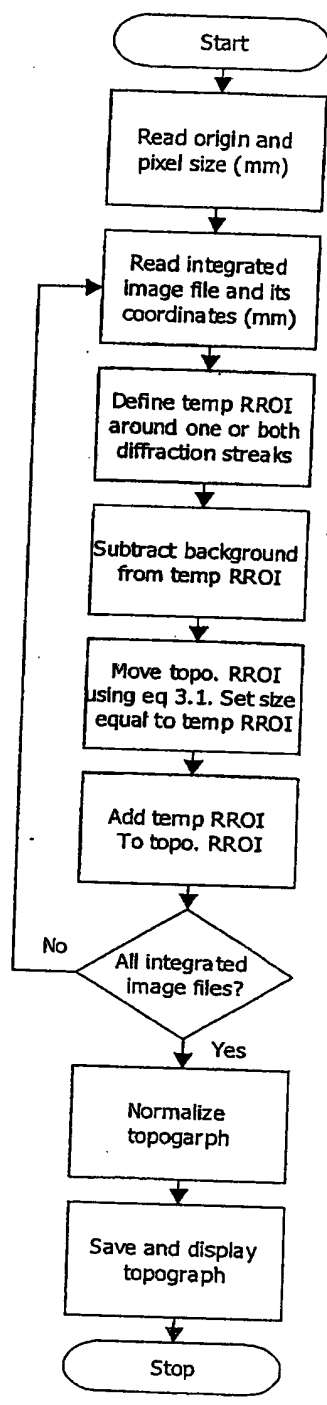 Start
Read origin and
pixel size (mm)
Read integrated
image file and its
coordinates (mm)
Define temp RROI
around one or both
diffraction streaks
Subtract background
from temp RROI
Move topo. RROI
using eq 3.1. Set size
equal to temp RROI
Add temp RROI
To topo. RROI
No
All integrated
image files?
Yes
Normalize
topogarph
Save and display
topograph
Stop